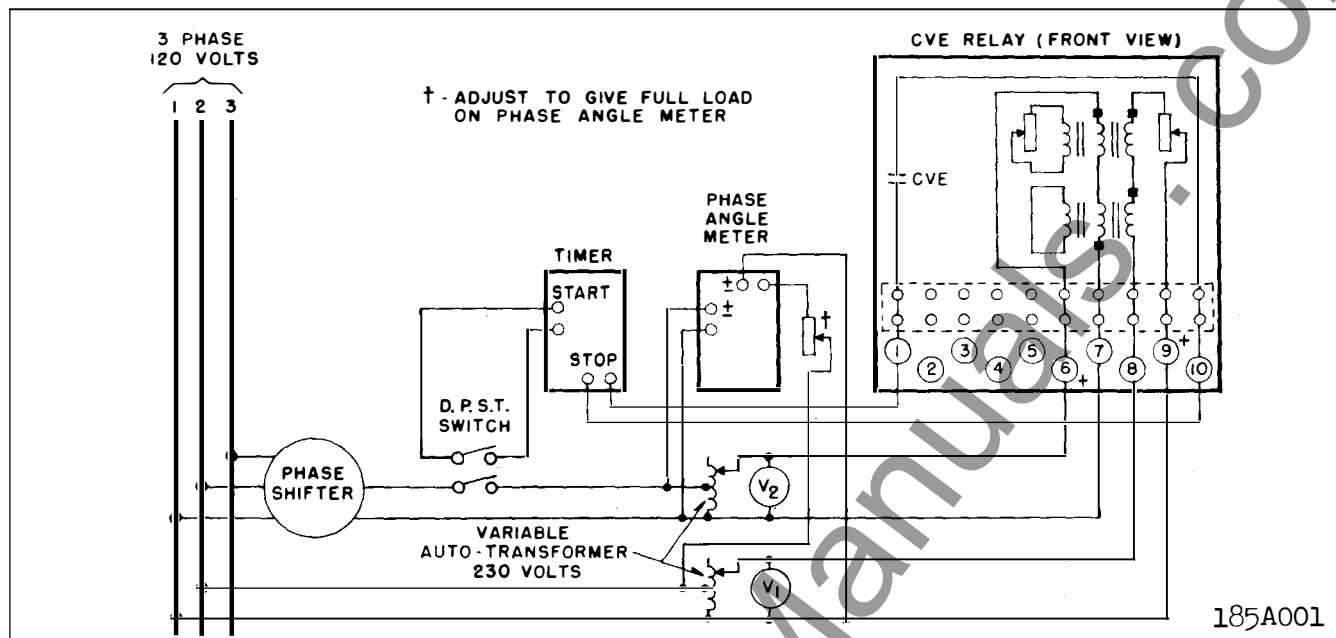 3 PHASE
120 VOLTS
1 2 3
† - ADJUST TO GIVE FULL LOAD
ON PHASE ANGLE METER
CVE RELAY (FRONT VIEW)
CVE
PHASE
ANGLE
METER
±
±
†
TIMER
START
STOP
D.P.S.T.
SWITCH
PHASE
SHIFTER
V2
VARIABLE
AUTO-TRANSFORMER
230 VOLTS
V1
1 2 3 4 5 6 + 7 8 9 + 10
185A001
Manuals.co